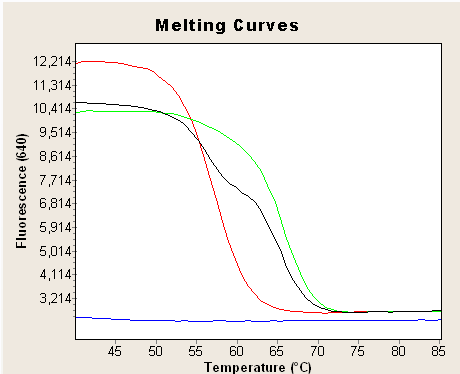 Melting Curves
12,214
11,314
10,414
9,514
8,614
7,714
6,814
5,914
5,014
4,114
3,214
Fluorescence (640)
45 50 55 60 65 70 75 80 85
Temperature (°C)